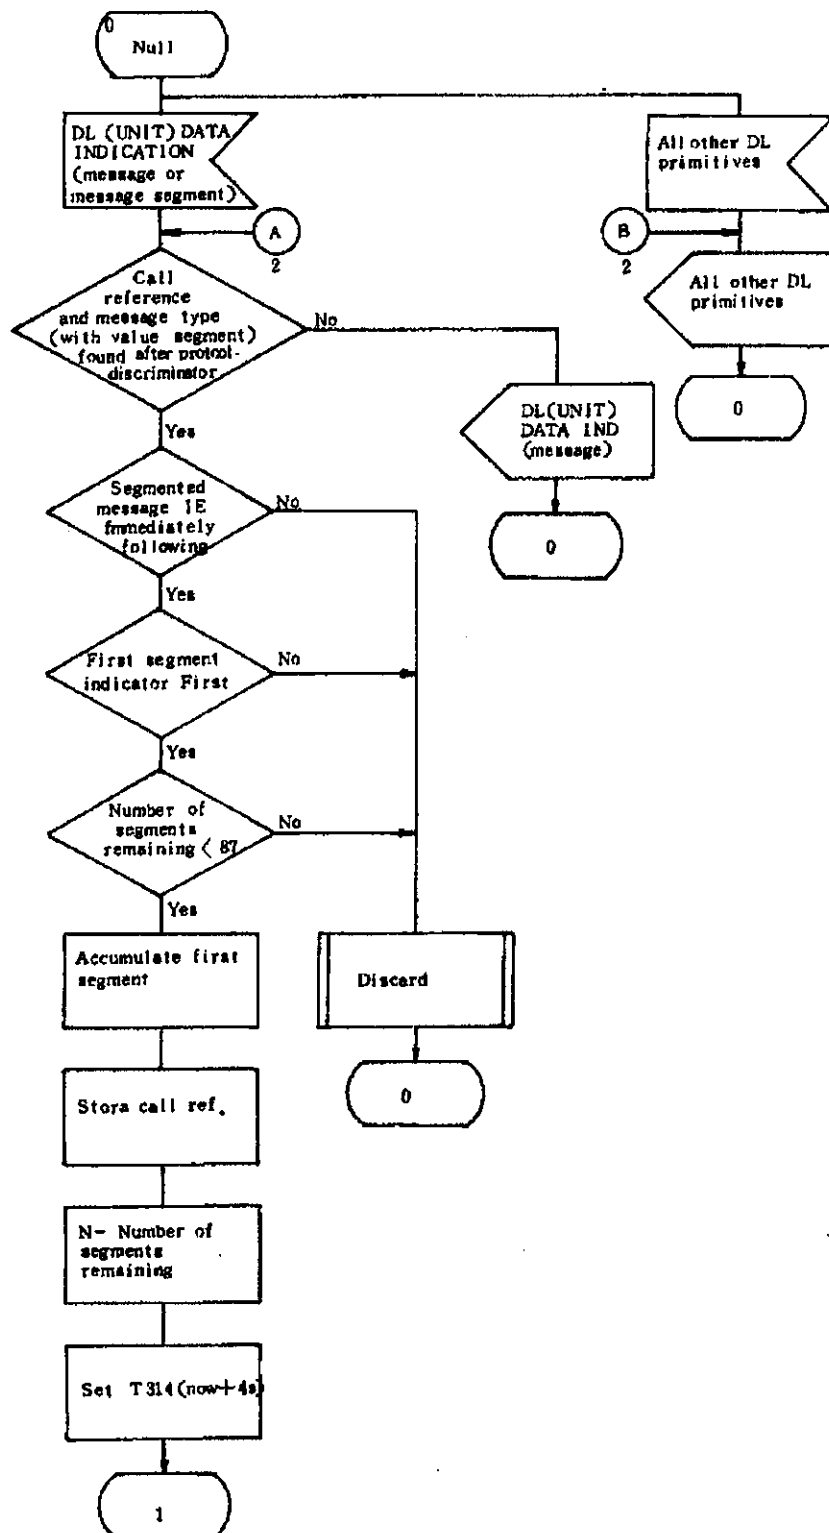 0
Null
DL (UNIT) DATA
INDICATION
(message or
message segment)
All other DL
primitives
A
2
B
2
Call
reference
and message type
(with value segment)
found after protcol-
discriminator
No
All other DL
primitives
0
DL(UNIT)
DATA IND
(message)
0
Yes
Segmented
message IE
Immediately
following
No
Yes
First segment
indicator First
No
Yes
Number of
segments
remaining < 8?
No
Yes
Accumulate first
segment
Discard
0
Stora call ref.
N- Number of
segments
remaining
Set T314(now+4s)
1